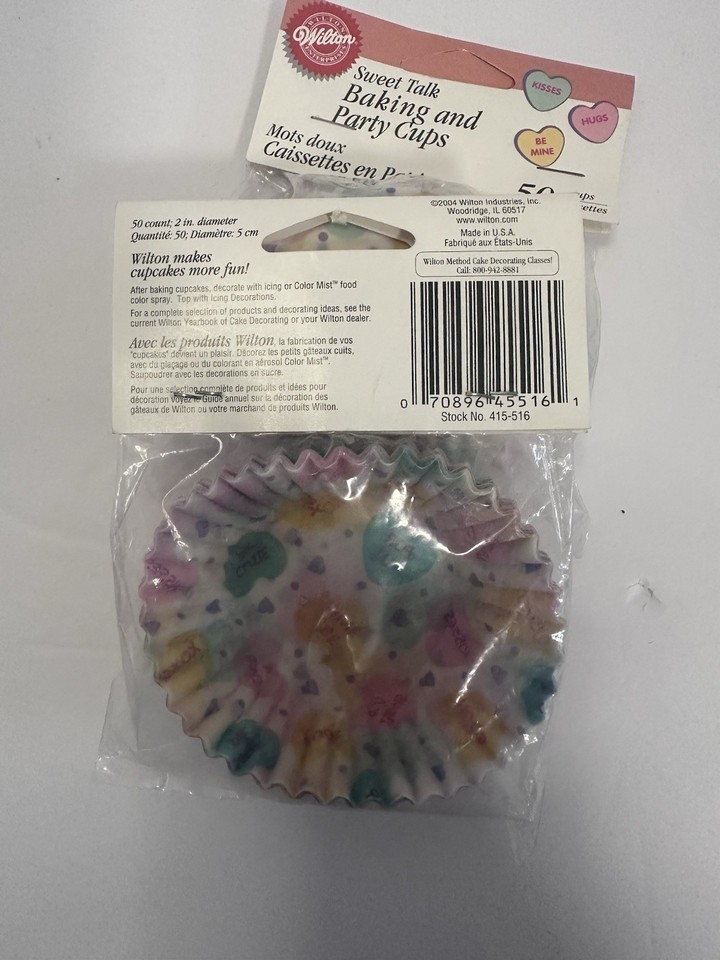 WILTON
Wilton
ENTERPRISES
Sweet Talk
Baking and
Party Cups
Mots doux
Caissettes en
KISSES
HUGS
BE
MINE
50
50 count; 2 in. diameter
Quantité: 50; Diamètre: 5 cm
Wilton makes
cupcakes more fun!
After baking cupcakes, decorate with icing or Color Mist™ food
color spray. Top with Icing Decorations.
For a complete selection of products and decorating ideas, see the
current Wilton Yearbook of Cake Decorating or your Wilton dealer.
Avec les produits Wilton, la fabrication de vos
"cupcakes" devient un plaisir. Décorez les petits gâteaux cuits,
avec du glaçage ou du colorant en aérosol Color Mist™.
Saupoudrer avec les decorations en sucre.
Pour une sélection complète de produits et idées pour
décoration voyez le Guide annuel sur la décoration des
gâteaux de Wilton ou votre marchand de produits Wilton.
©2004 Wilton Industries, Inc.
Woodridge, IL 60517
www.wilton.com
Made in U.S.A.
Fabriqué aux États-Unis
Wilton Method Cake Decorating Classes!
Call: 800-942-8881
0 70896 45516 1
Stock No. 415-516